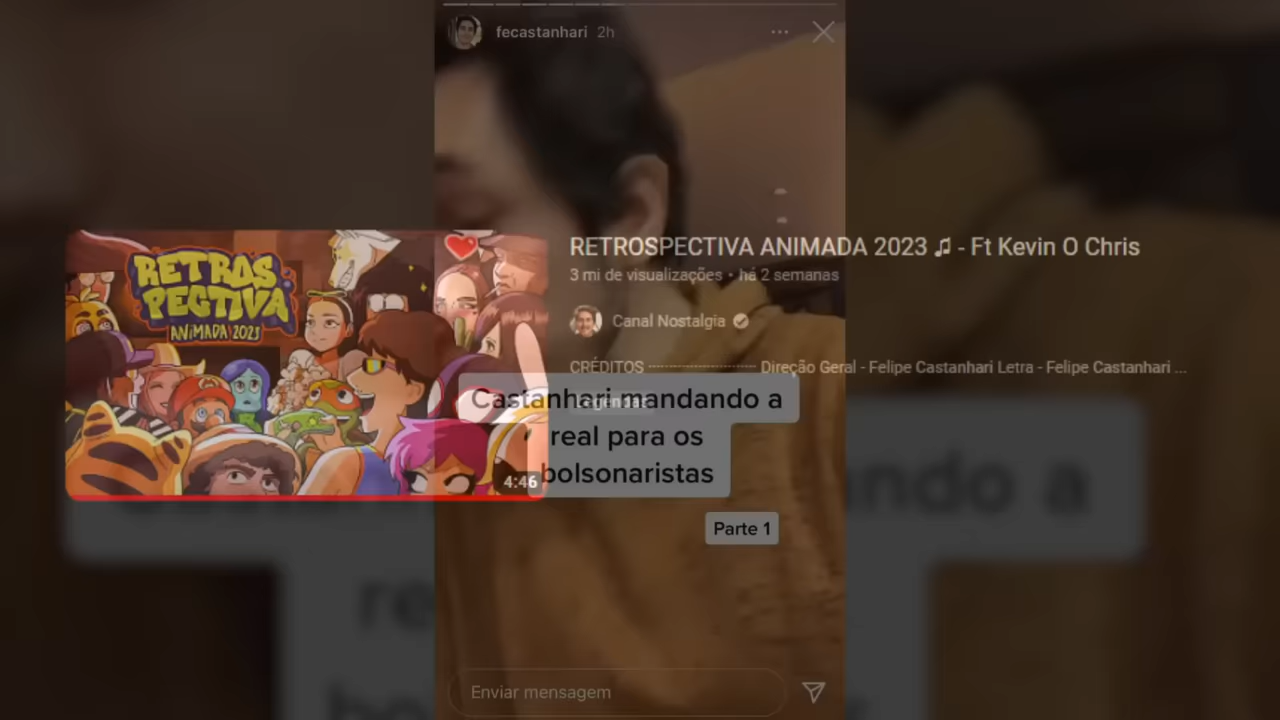 fecastanhari 2h
RETROSPECTIVA ANIMADA 2023 ♫ - Ft Kevin O Chris
3 mi de visualizações • há 2 semanas
RETROS
PECTIVA
ANIMADA 2023
Canal Nostalgia
CRÉDITOS ------------------------ Direção Geral - Felipe Castanhari Letra - Felipe Castanhari ...
Legendas
Castanhari mandando a
real para os
bolsonaristas
4:46
Parte 1
Enviar mensagem